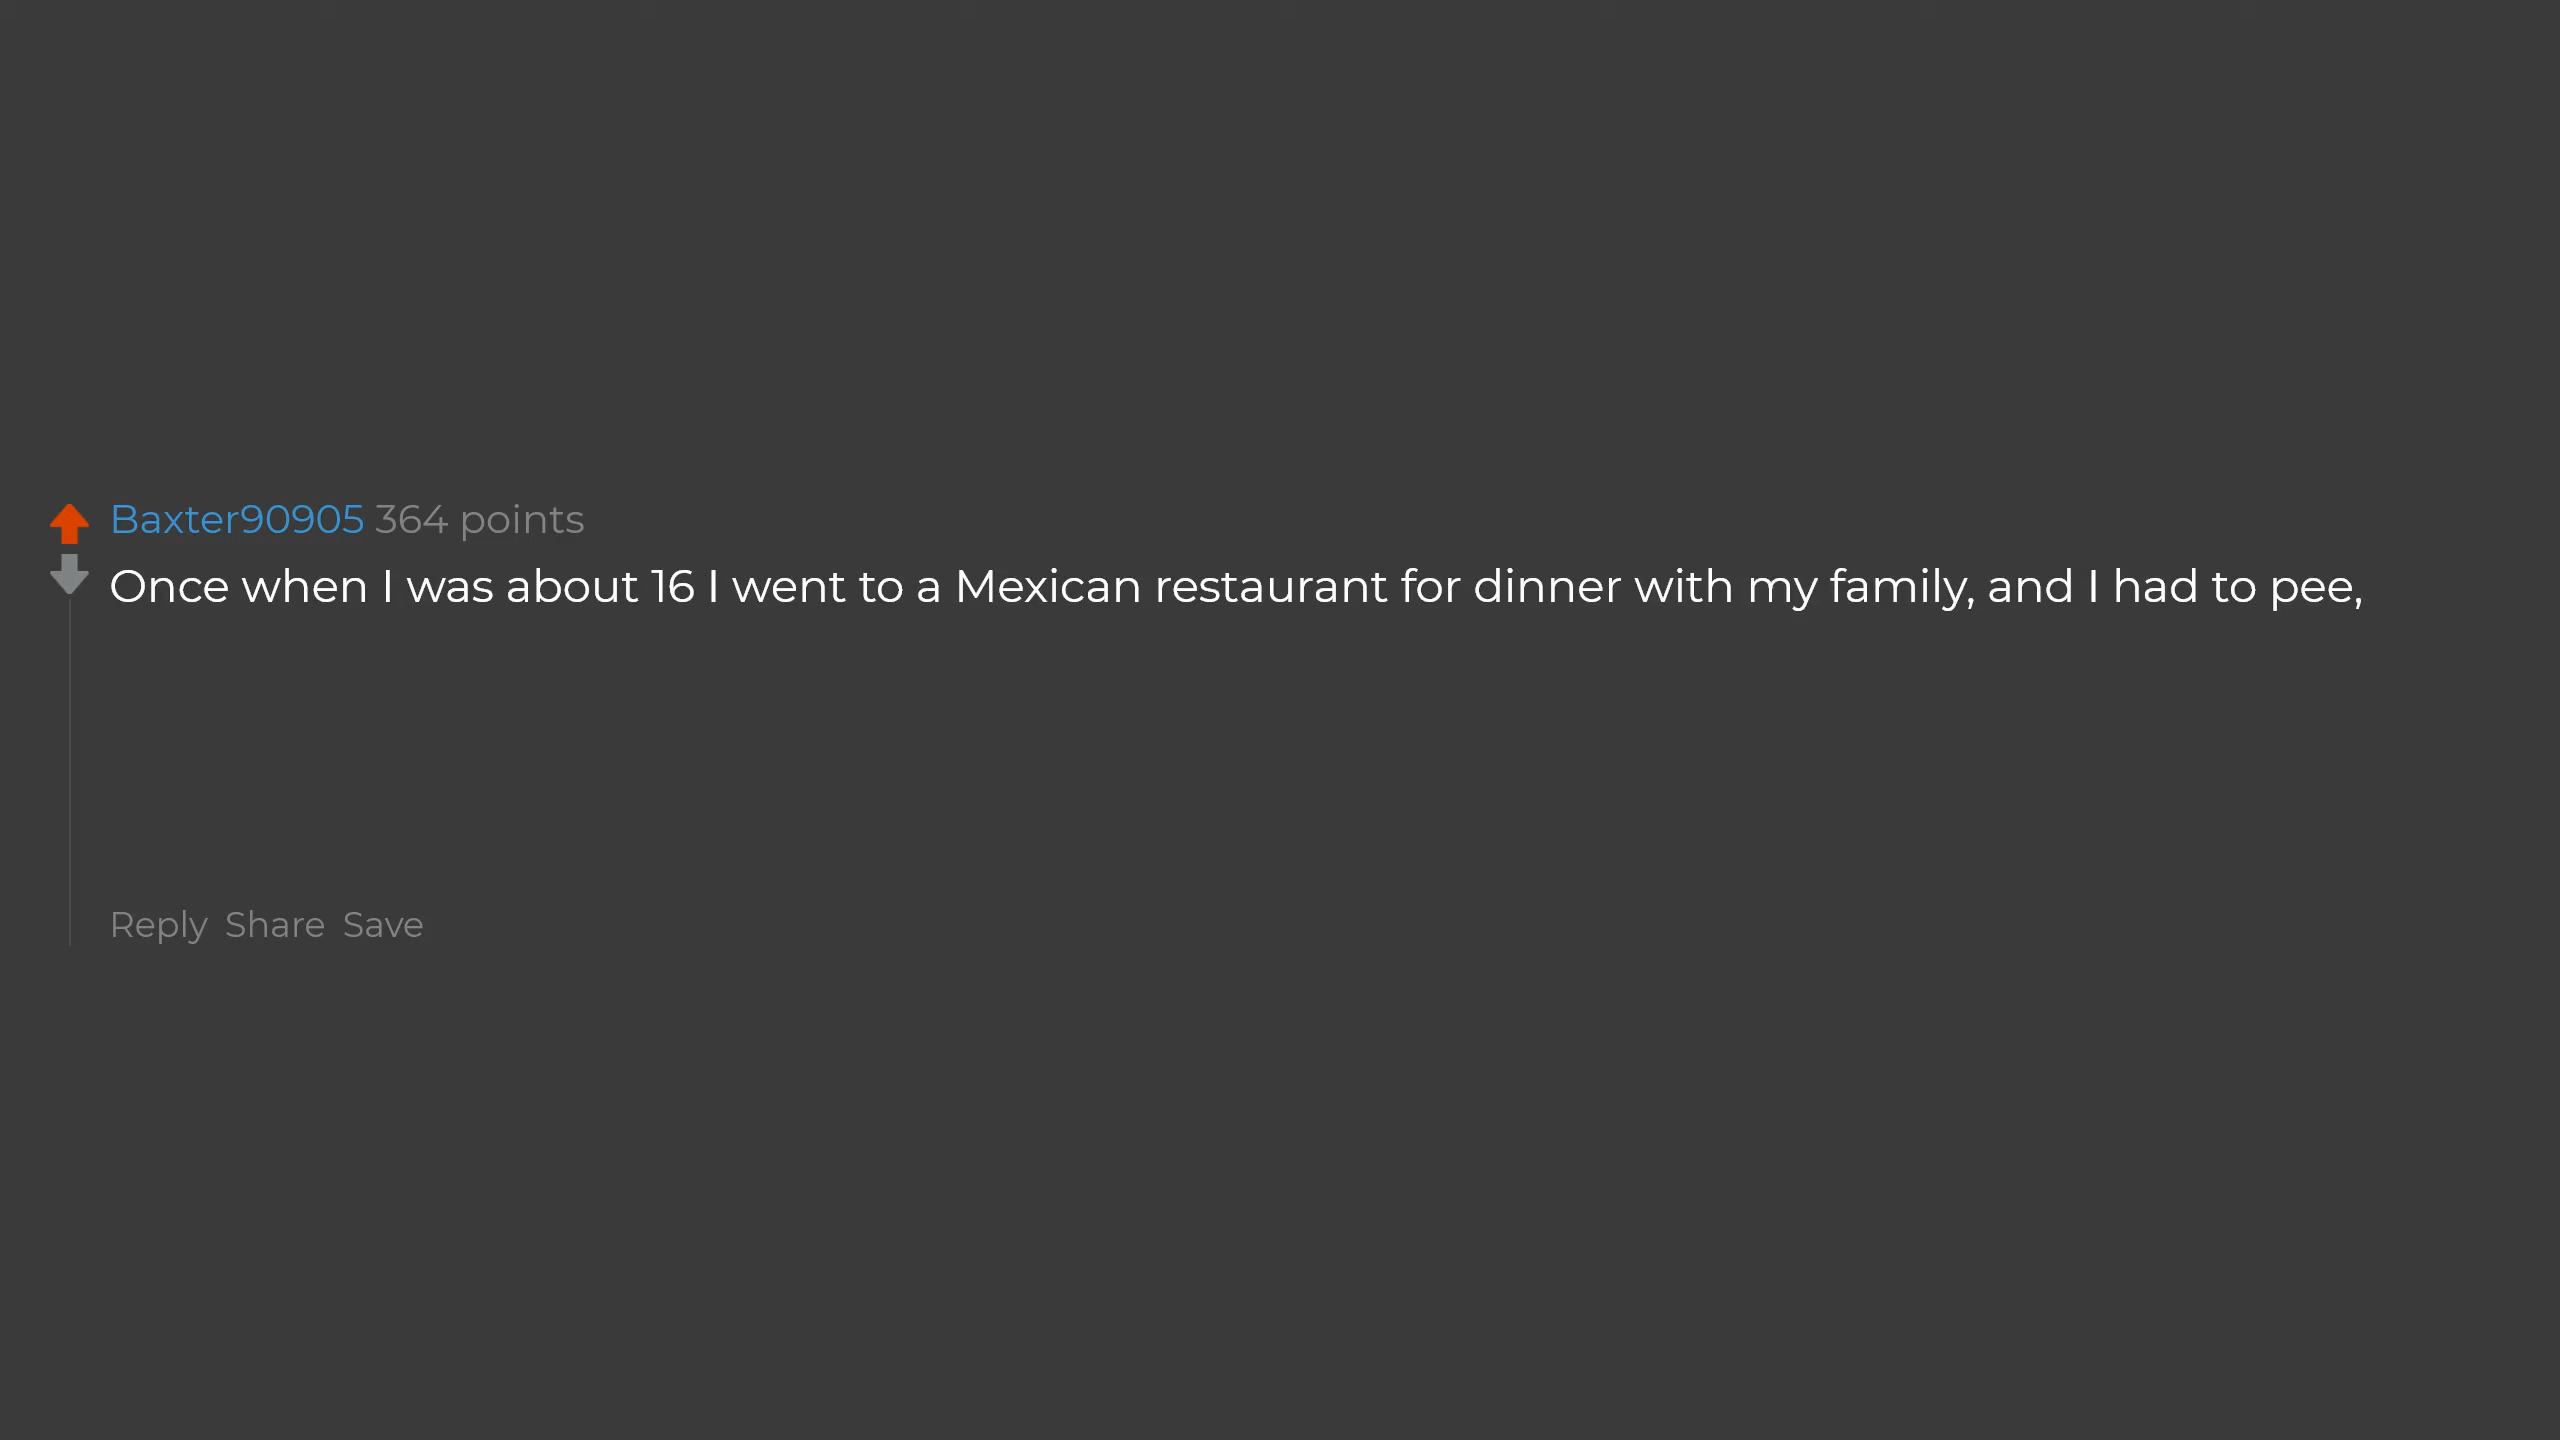 Baxter90905 364 points
Once when I was about 16 I went to a Mexican restaurant for dinner with my family, and I had to pee,
Reply Share Save